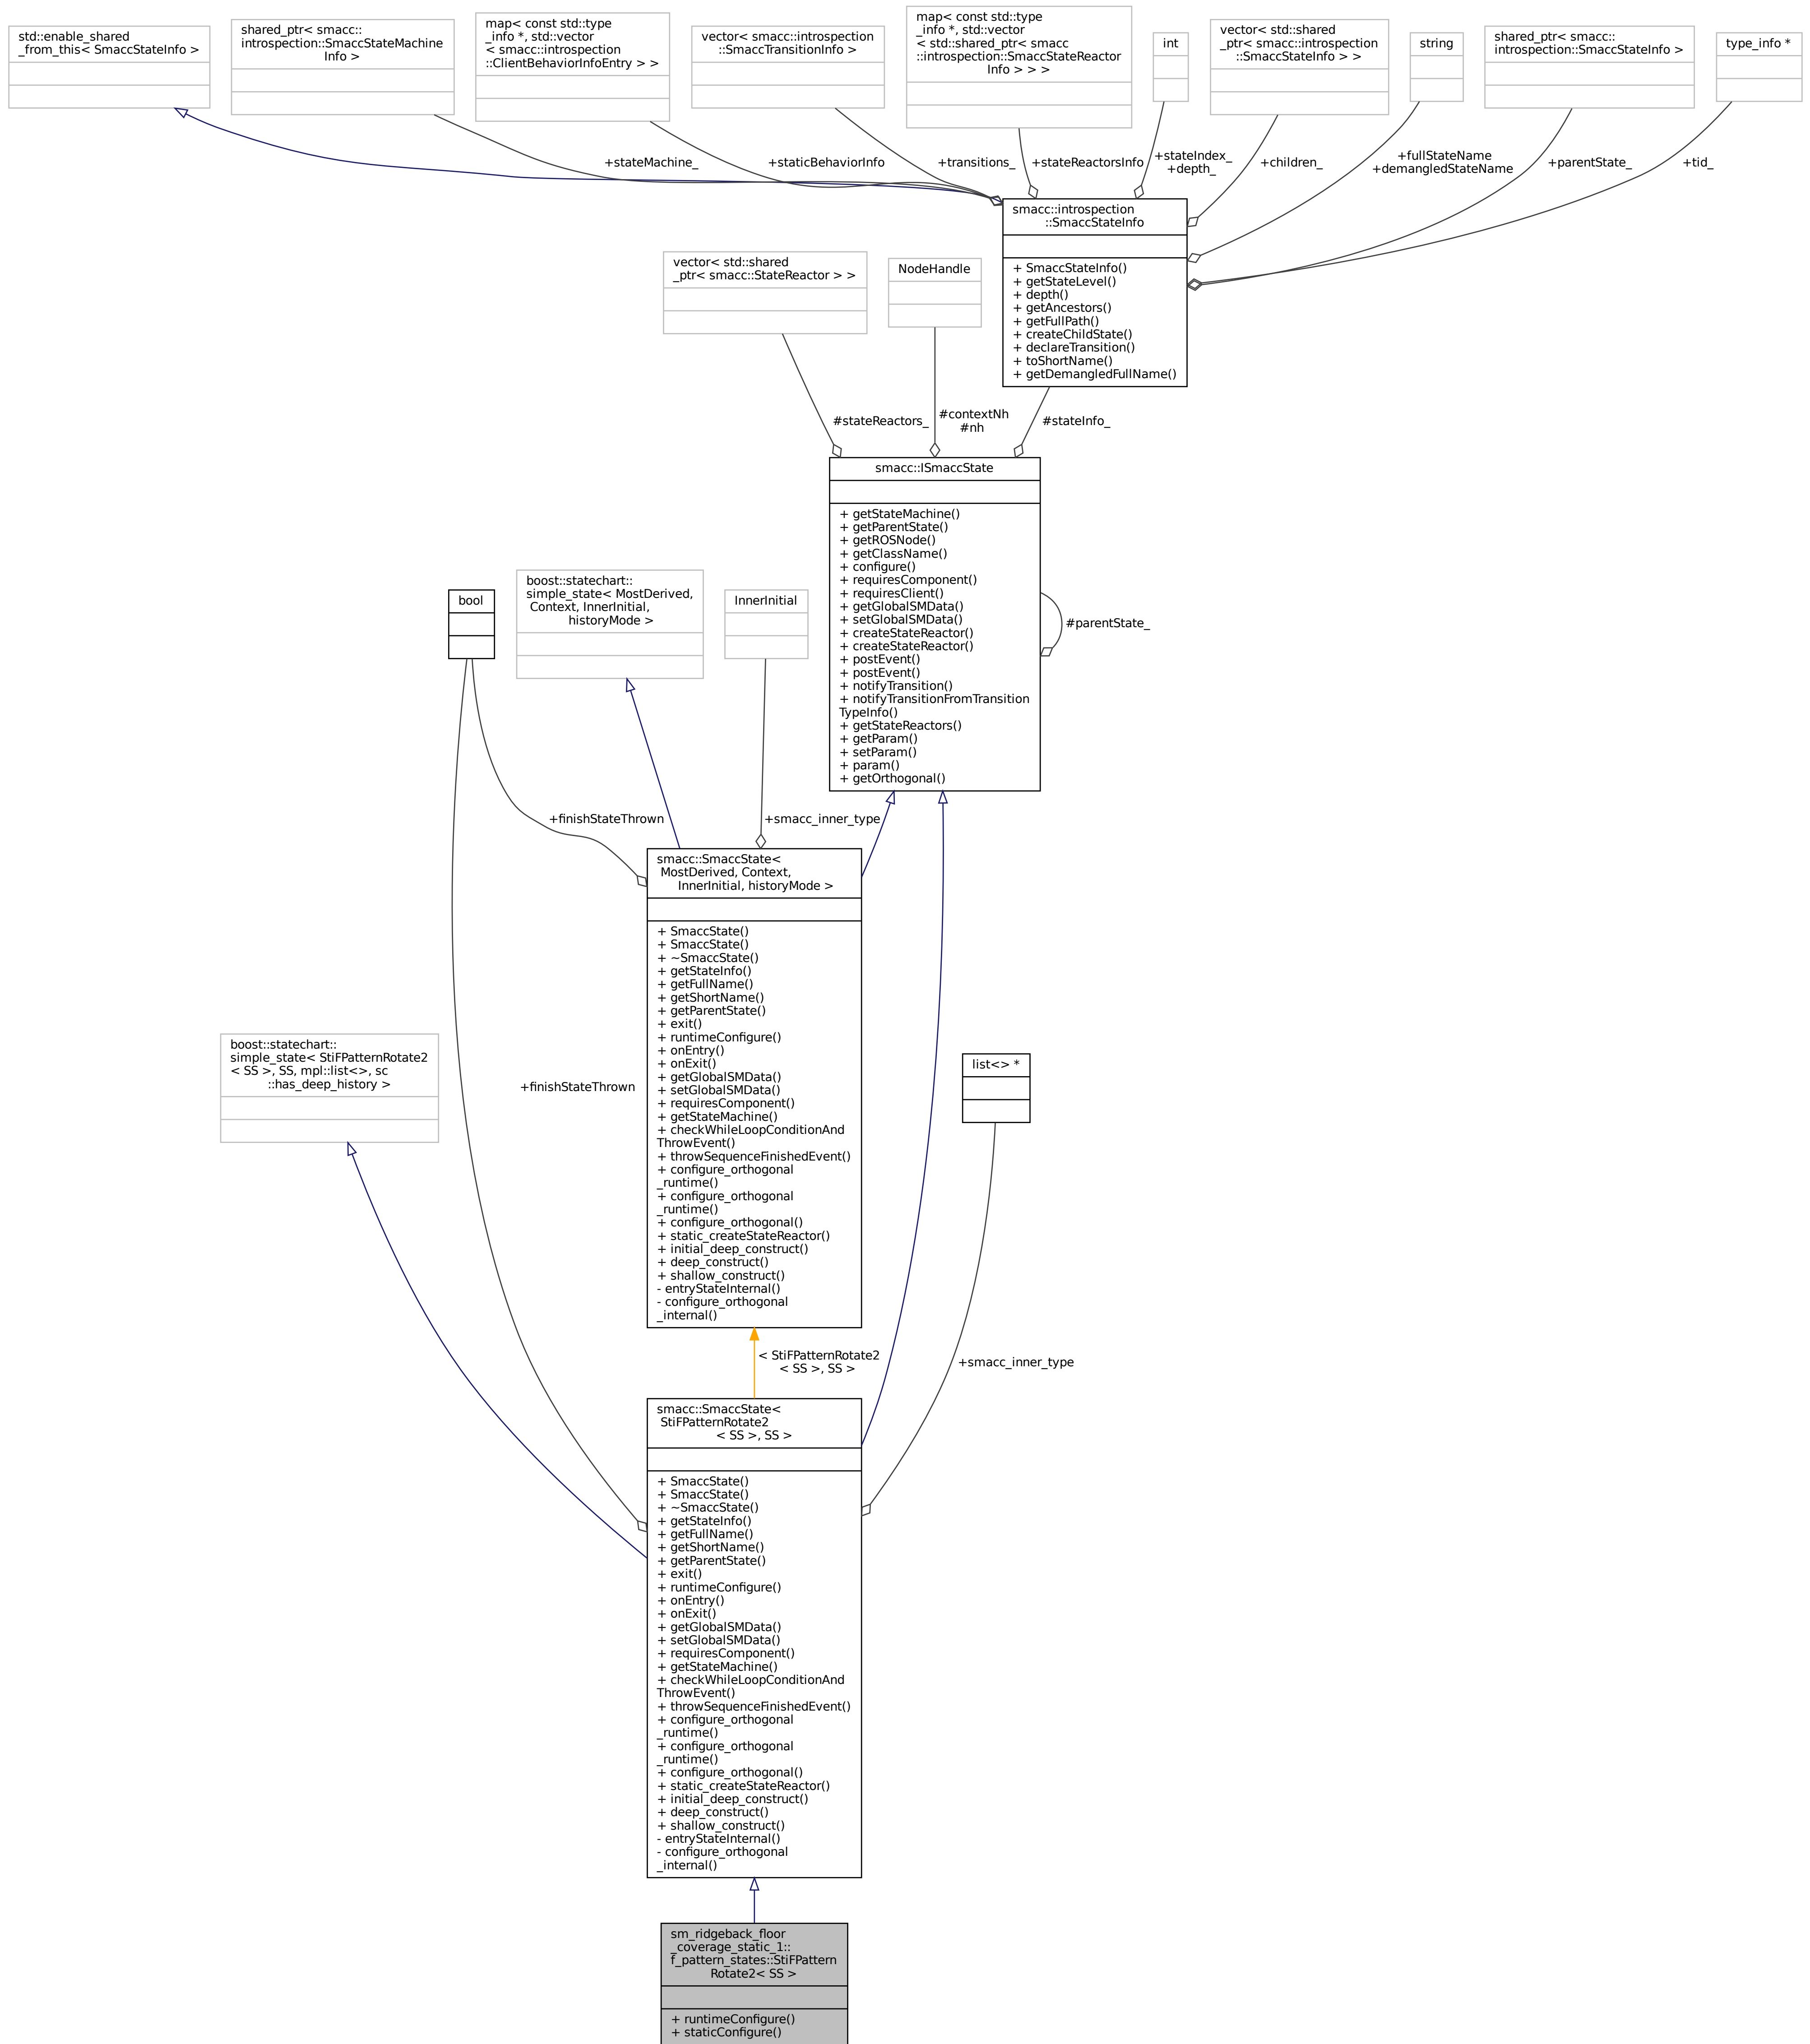 std::enable_shared
_from_this< SmaccStateInfo >
shared_ptr< smacc::
introspection::SmaccStateMachine
Info >
map< const std::type
_info *, std::vector
< smacc::introspection
::ClientBehaviorInfoEntry > >
vector< smacc::introspection
::SmaccTransitionInfo >
map< const std::type
_info *, std::vector
< std::shared_ptr< smacc
::introspection::SmaccStateReactor
Info > > >
int
vector< std::shared
_ptr< smacc::introspection
::SmaccStateInfo > >
string
shared_ptr< smacc::
introspection::SmaccStateInfo >
type_info *
+stateMachine_
+staticBehaviorInfo
+transitions_
+stateReactorsInfo
+stateIndex_
+depth_
+children_
+fullStateName
+demangledStateName
+parentState_
+tid_
smacc::introspection
::SmaccStateInfo
+ SmaccStateInfo()
+ getStateLevel()
+ depth()
+ getAncestors()
+ getFullPath()
+ createChildState()
+ declareTransition()
+ toShortName()
+ getDemangledFullName()
vector< std::shared
_ptr< smacc::StateReactor > >
NodeHandle
#stateReactors_
#contextNh
#nh
#stateInfo_
smacc::ISmaccState
+ getStateMachine()
+ getParentState()
+ getROSNode()
+ getClassName()
+ configure()
+ requiresComponent()
+ requiresClient()
+ getGlobalSMData()
+ setGlobalSMData()
+ createStateReactor()
+ createStateReactor()
+ postEvent()
+ postEvent()
+ notifyTransition()
+ notifyTransitionFromTransition
TypeInfo()
+ getStateReactors()
+ getParam()
+ setParam()
+ param()
+ getOrthogonal()
#parentState_
bool
boost::statechart::
simple_state< MostDerived,
Context, InnerInitial,
historyMode >
InnerInitial
+finishStateThrown
+smacc_inner_type
smacc::SmaccState<
MostDerived, Context,
InnerInitial, historyMode >
+ SmaccState()
+ SmaccState()
+ ~SmaccState()
+ getStateInfo()
+ getFullName()
+ getShortName()
+ getParentState()
+ exit()
+ runtimeConfigure()
+ onEntry()
+ onExit()
+ getGlobalSMData()
+ setGlobalSMData()
+ requiresComponent()
+ getStateMachine()
+ checkWhileLoopConditionAnd
ThrowEvent()
+ throwSequenceFinishedEvent()
+ configure_orthogonal
_runtime()
+ configure_orthogonal
_runtime()
+ configure_orthogonal()
+ static_createStateReactor()
+ initial_deep_construct()
+ deep_construct()
+ shallow_construct()
- entryStateInternal()
- configure_orthogonal
_internal()
boost::statechart::
simple_state< StiFPatternRotate2
< SS >, SS, mpl::list<>, sc
::has_deep_history >
+finishStateThrown
list<> *
< StiFPatternRotate2
< SS >, SS >
+smacc_inner_type
smacc::SmaccState<
StiFPatternRotate2
< SS >, SS >
+ SmaccState()
+ SmaccState()
+ ~SmaccState()
+ getStateInfo()
+ getFullName()
+ getShortName()
+ getParentState()
+ exit()
+ runtimeConfigure()
+ onEntry()
+ onExit()
+ getGlobalSMData()
+ setGlobalSMData()
+ requiresComponent()
+ getStateMachine()
+ checkWhileLoopConditionAnd
ThrowEvent()
+ throwSequenceFinishedEvent()
+ configure_orthogonal
_runtime()
+ configure_orthogonal
_runtime()
+ configure_orthogonal()
+ static_createStateReactor()
+ initial_deep_construct()
+ deep_construct()
+ shallow_construct()
- entryStateInternal()
- configure_orthogonal
_internal()
sm_ridgeback_floor
_coverage_static_1::
f_pattern_states::StiFPattern
Rotate2< SS >
+ runtimeConfigure()
+ staticConfigure()